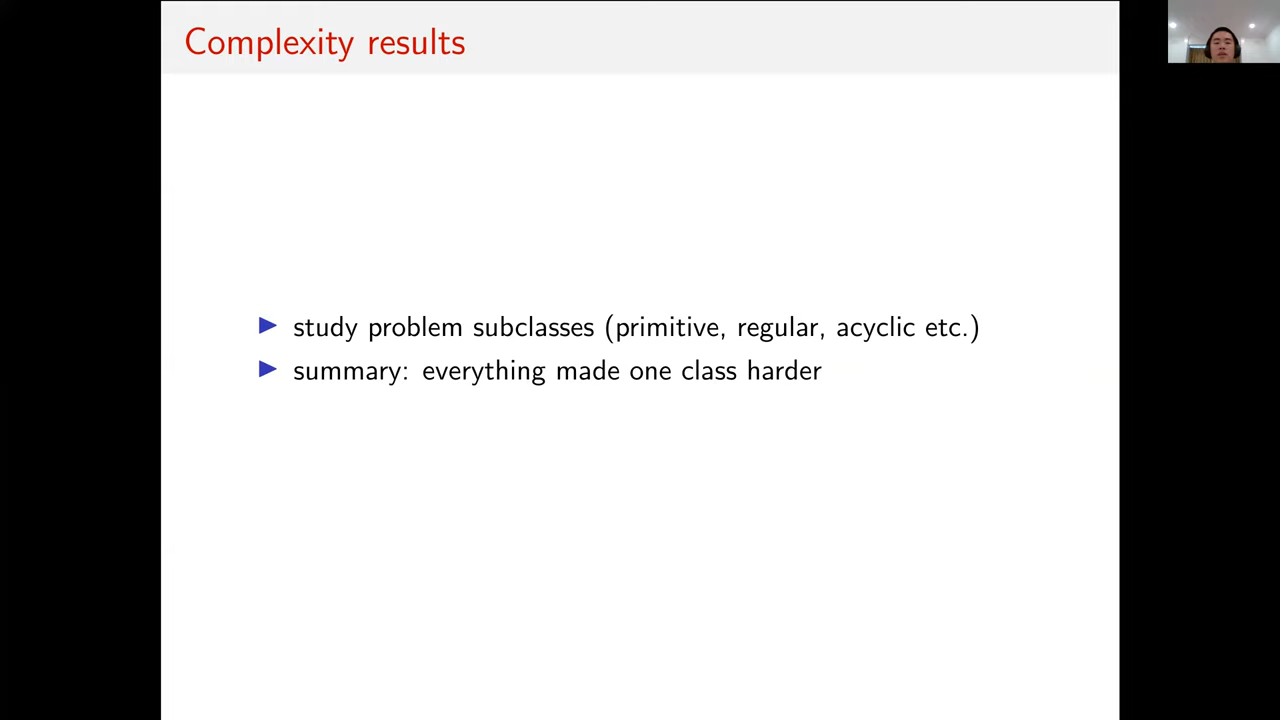 Complexity results
study problem subclasses (primitive, regular, acyclic etc.)
summary: everything made one class harder